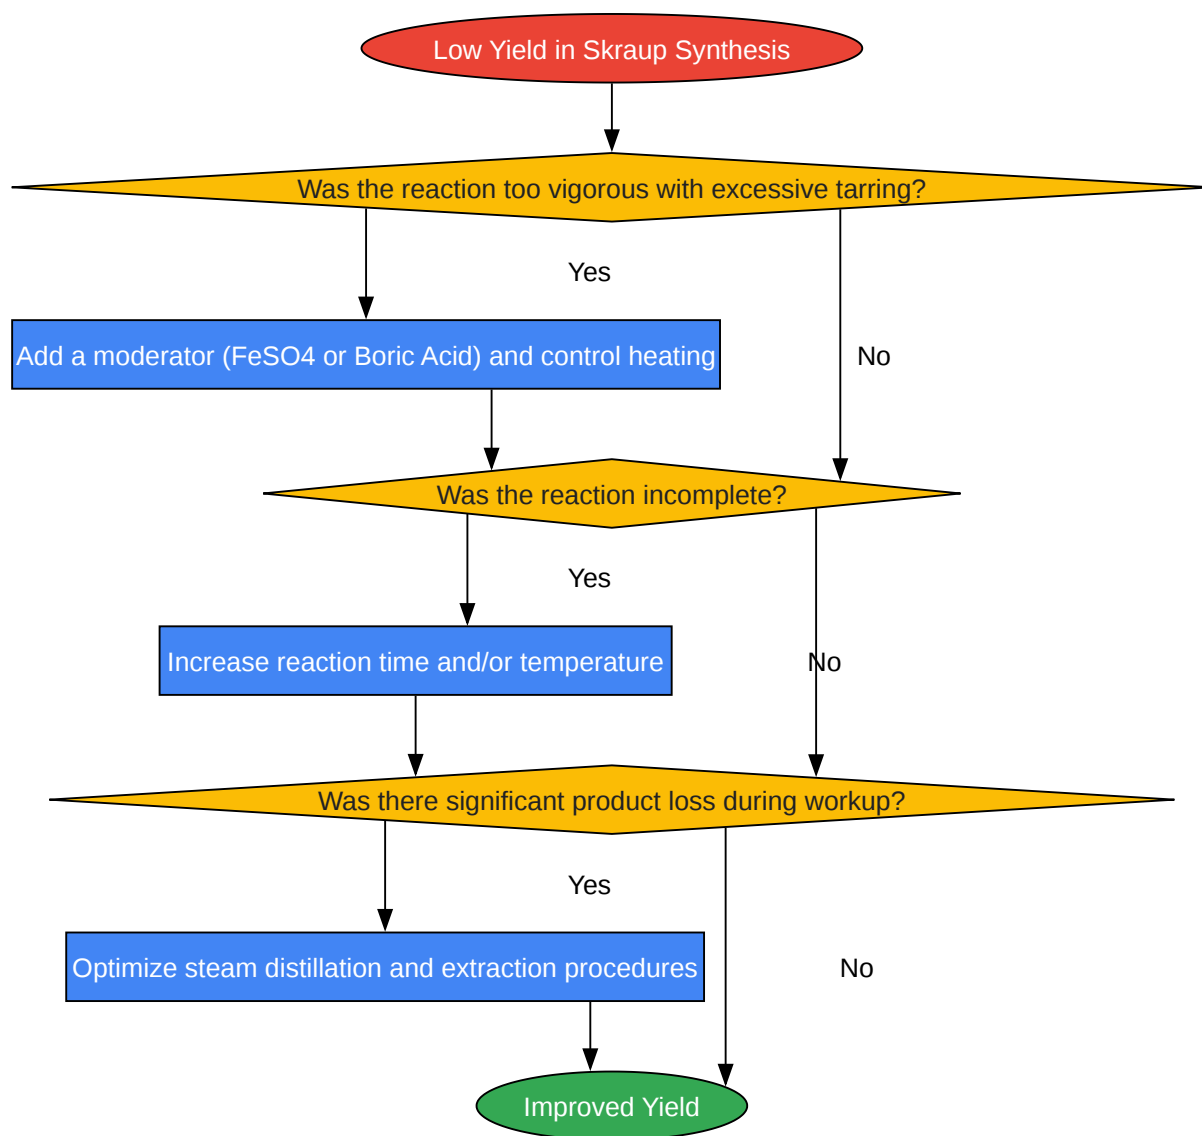 Low Yield in Skraup Synthesis
Was the reaction too vigorous with excessive tarring?
Yes
Add a moderator (FeSO4 or Boric Acid) and control heating
No
Was the reaction incomplete?
Yes
Increase reaction time and/or temperature
No
Was there significant product loss during workup?
Yes
Optimize steam distillation and extraction procedures
No
Improved Yield